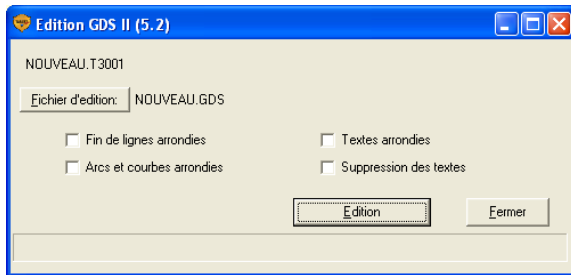 Edition GDS II (5.2)
NOUVEAU.T3001
Fichier d'edition: NOUVEAU.GDS
Fin de lignes arrondies Textes arrondies
Arcs et courbes arrondies Suppression des textes
Edition Fermer